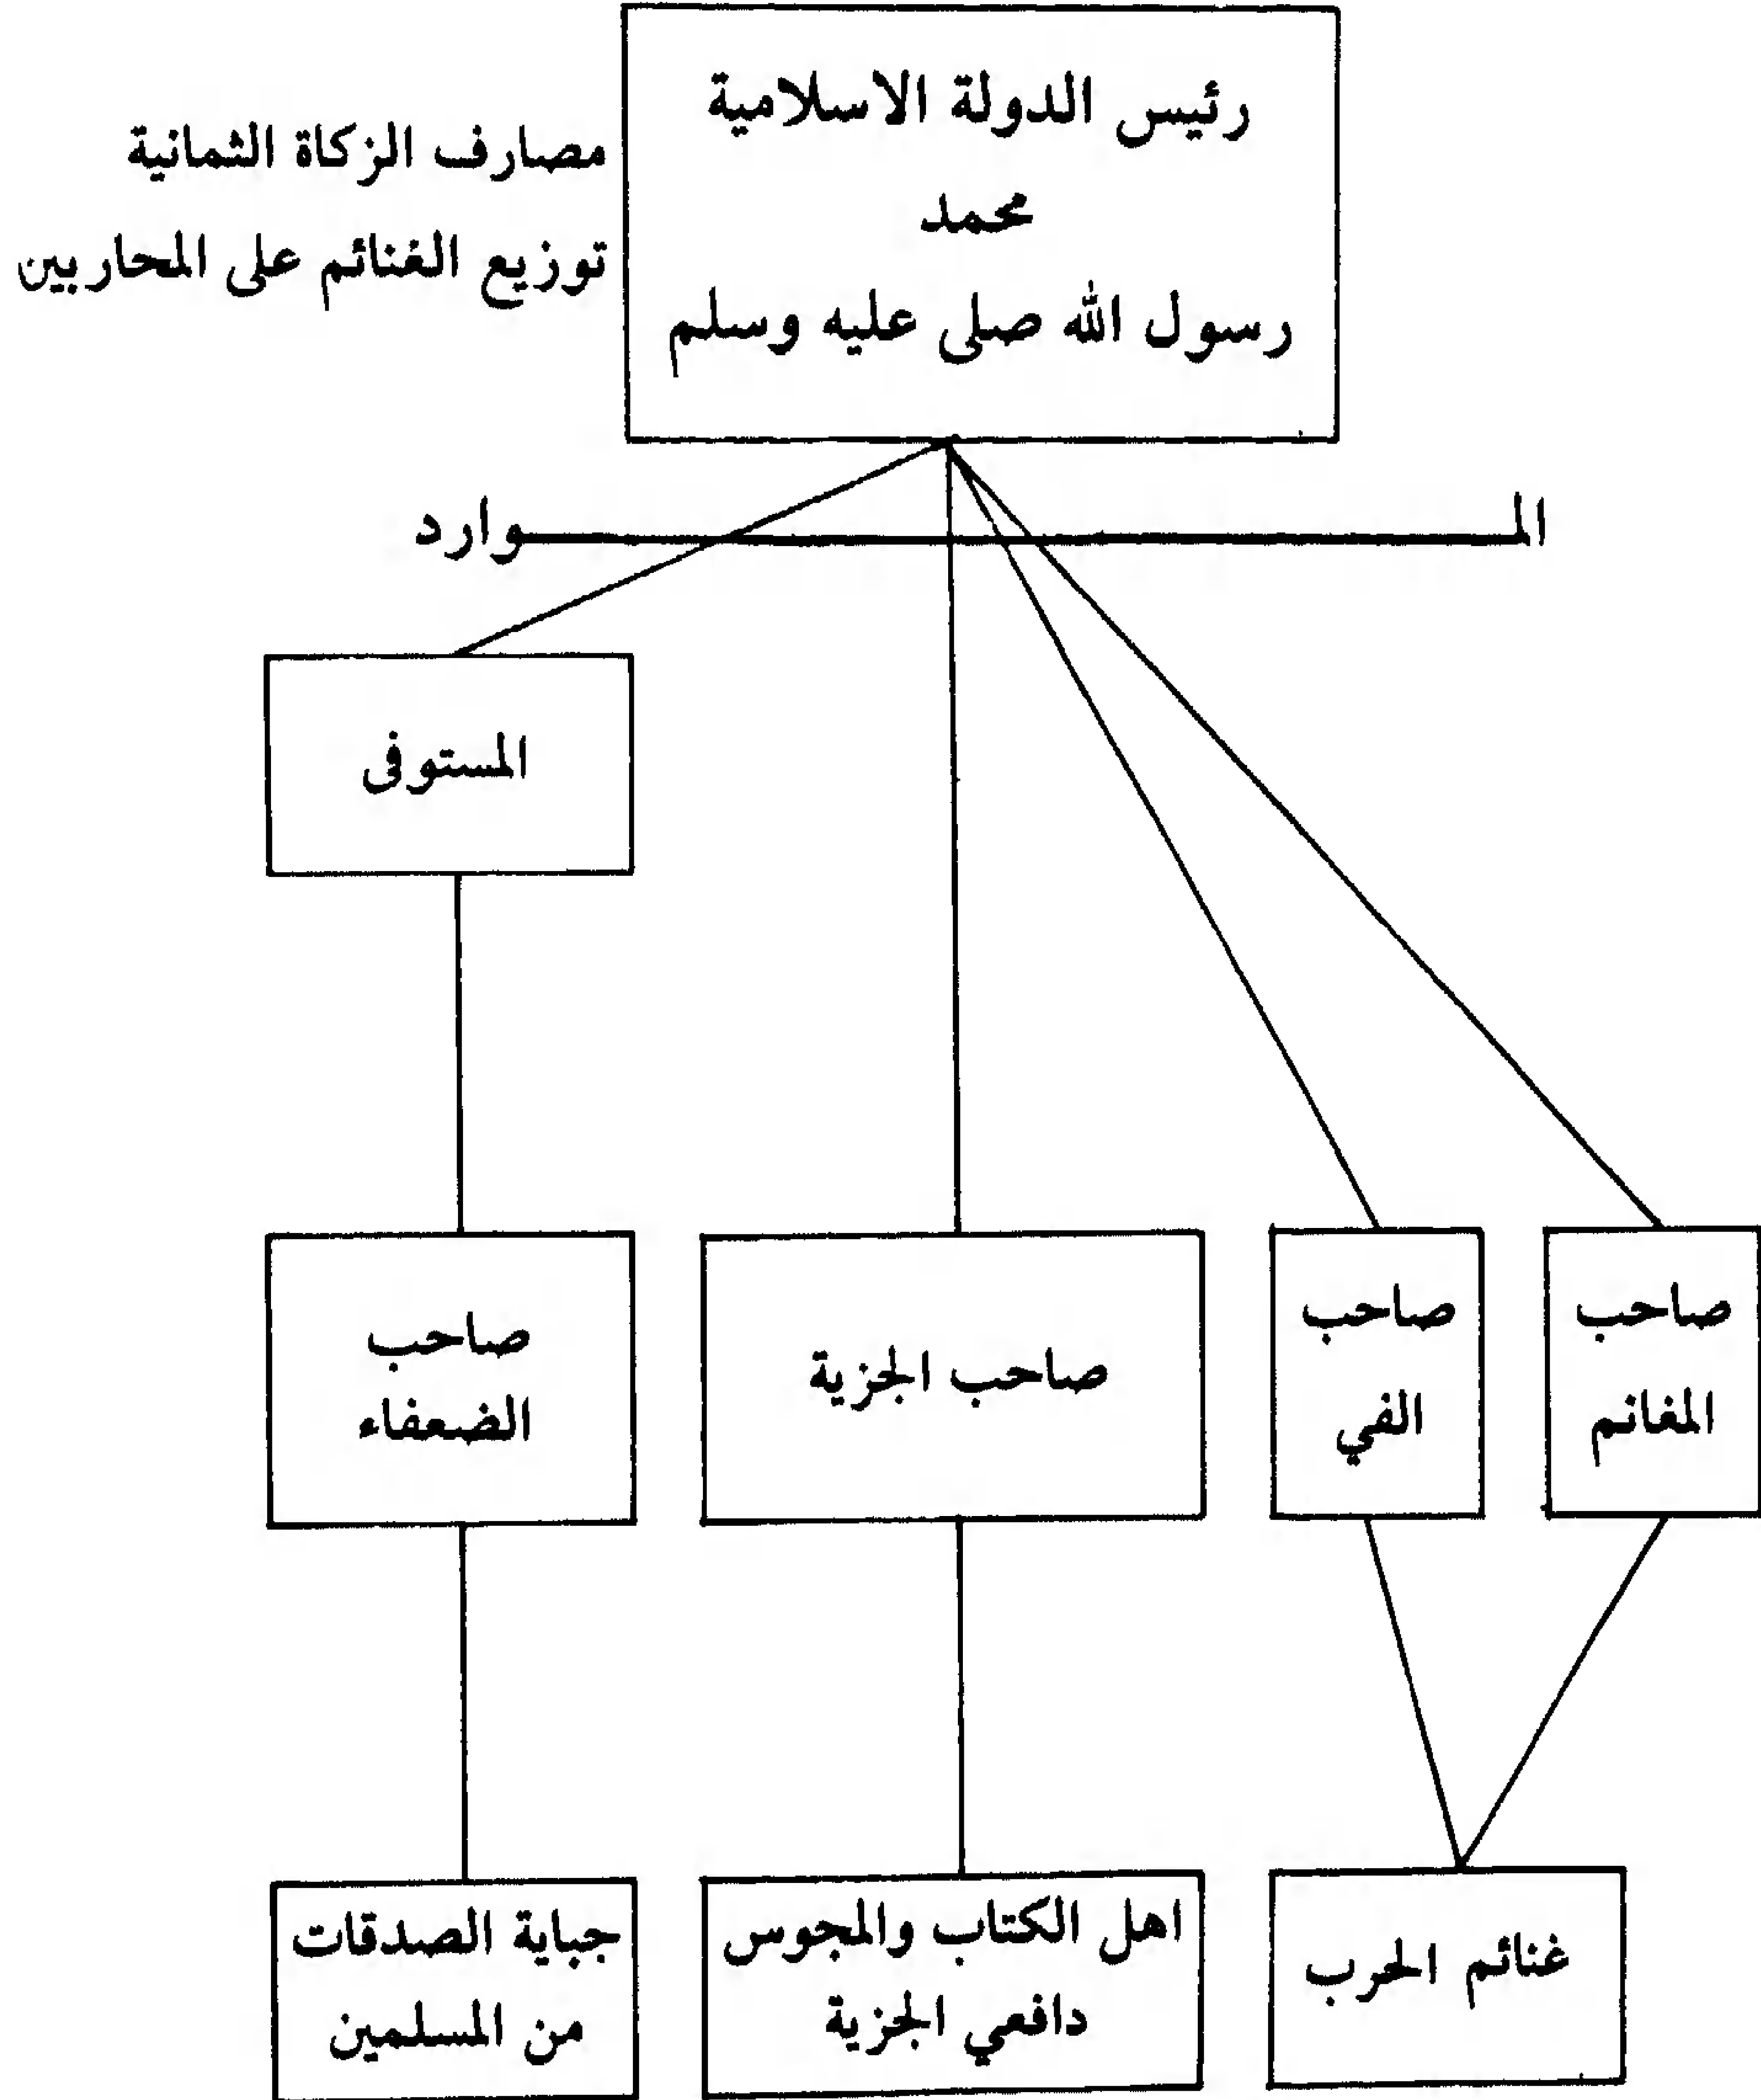 رئيس الدولة الاسلامية
محمد
رسول الله صلى عليه وسلم
مصارف الزكاة الثمانية
توزيع الغنائم على المحاربين
المـــوارد
المستوفى
صاحب
المغانم
صاحب
الفي
صاحب الجزية
صاحب
الضعفاء
غنائم الحرب
اهل الكتاب والمجوس
دافعي الجزية
جباية الصدقات
من المسلمين